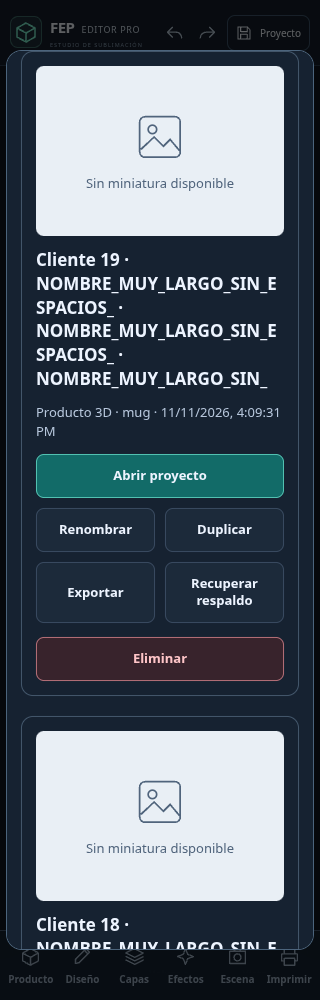 FEP EDITOR PRO
ESTUDIO DE SUBLIMACIÓN
Proyecto
Sin miniatura disponible
Cliente 19 ·
NOMBRE_MUY_LARGO_SIN_E
SPACIOS_ ·
NOMBRE_MUY_LARGO_SIN_E
SPACIOS_ ·
NOMBRE_MUY_LARGO_SIN_
Producto 3D · mug · 11/11/2026, 4:09:31
PM
Abrir proyecto
Renombrar
Duplicar
Exportar
Recuperar
respaldo
Eliminar
Sin miniatura disponible
Cliente 18 ·
NOMBRE_MUY_LARGO_SIN_E
Producto Diseño Capas Efectos Escena Imprimir